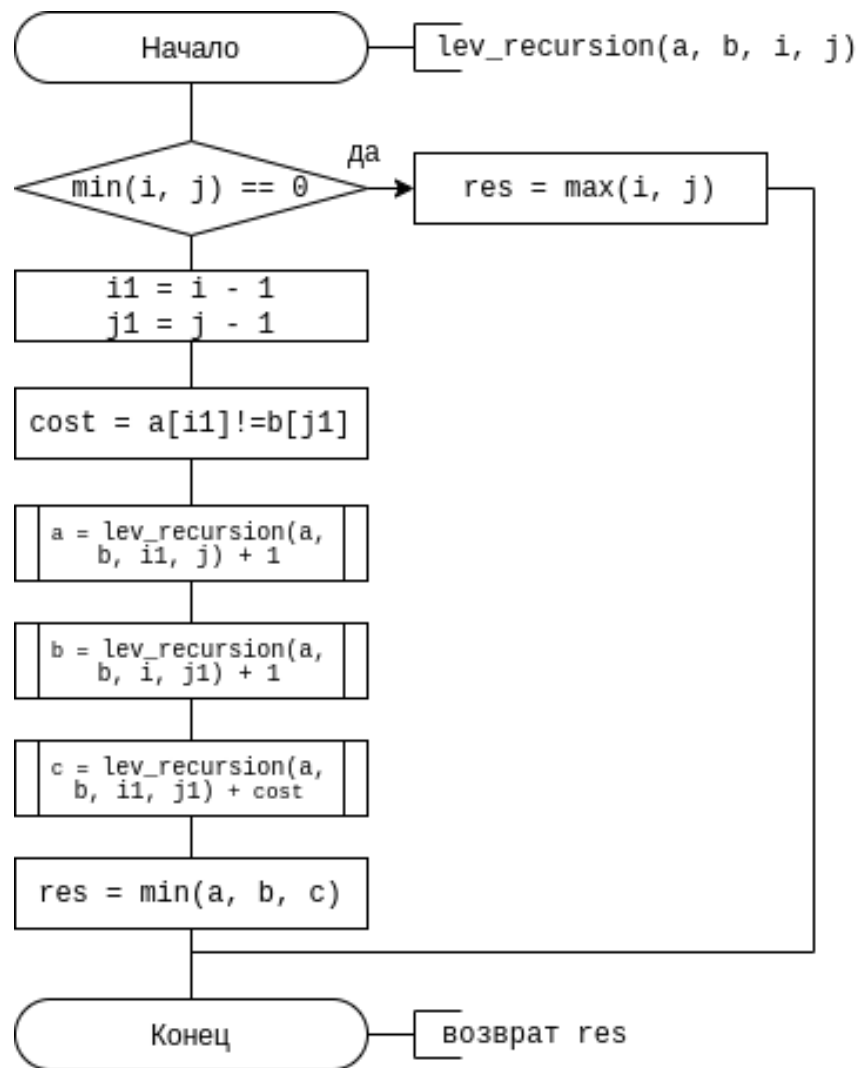 Начало
lev_recursion(a, b, i, j)
да
min(i, j) == 0
res = max(i, j)
i1 = i - 1
j1 = j - 1
cost = a[i1]!=b[j1]
a = lev_recursion(a,
b, i1, j) + 1
b = lev_recursion(a,
b, i, j1) + 1
c = lev_recursion(a,
b, i1, j1) + cost
res = min(a, b, c)
Конец
возврат res